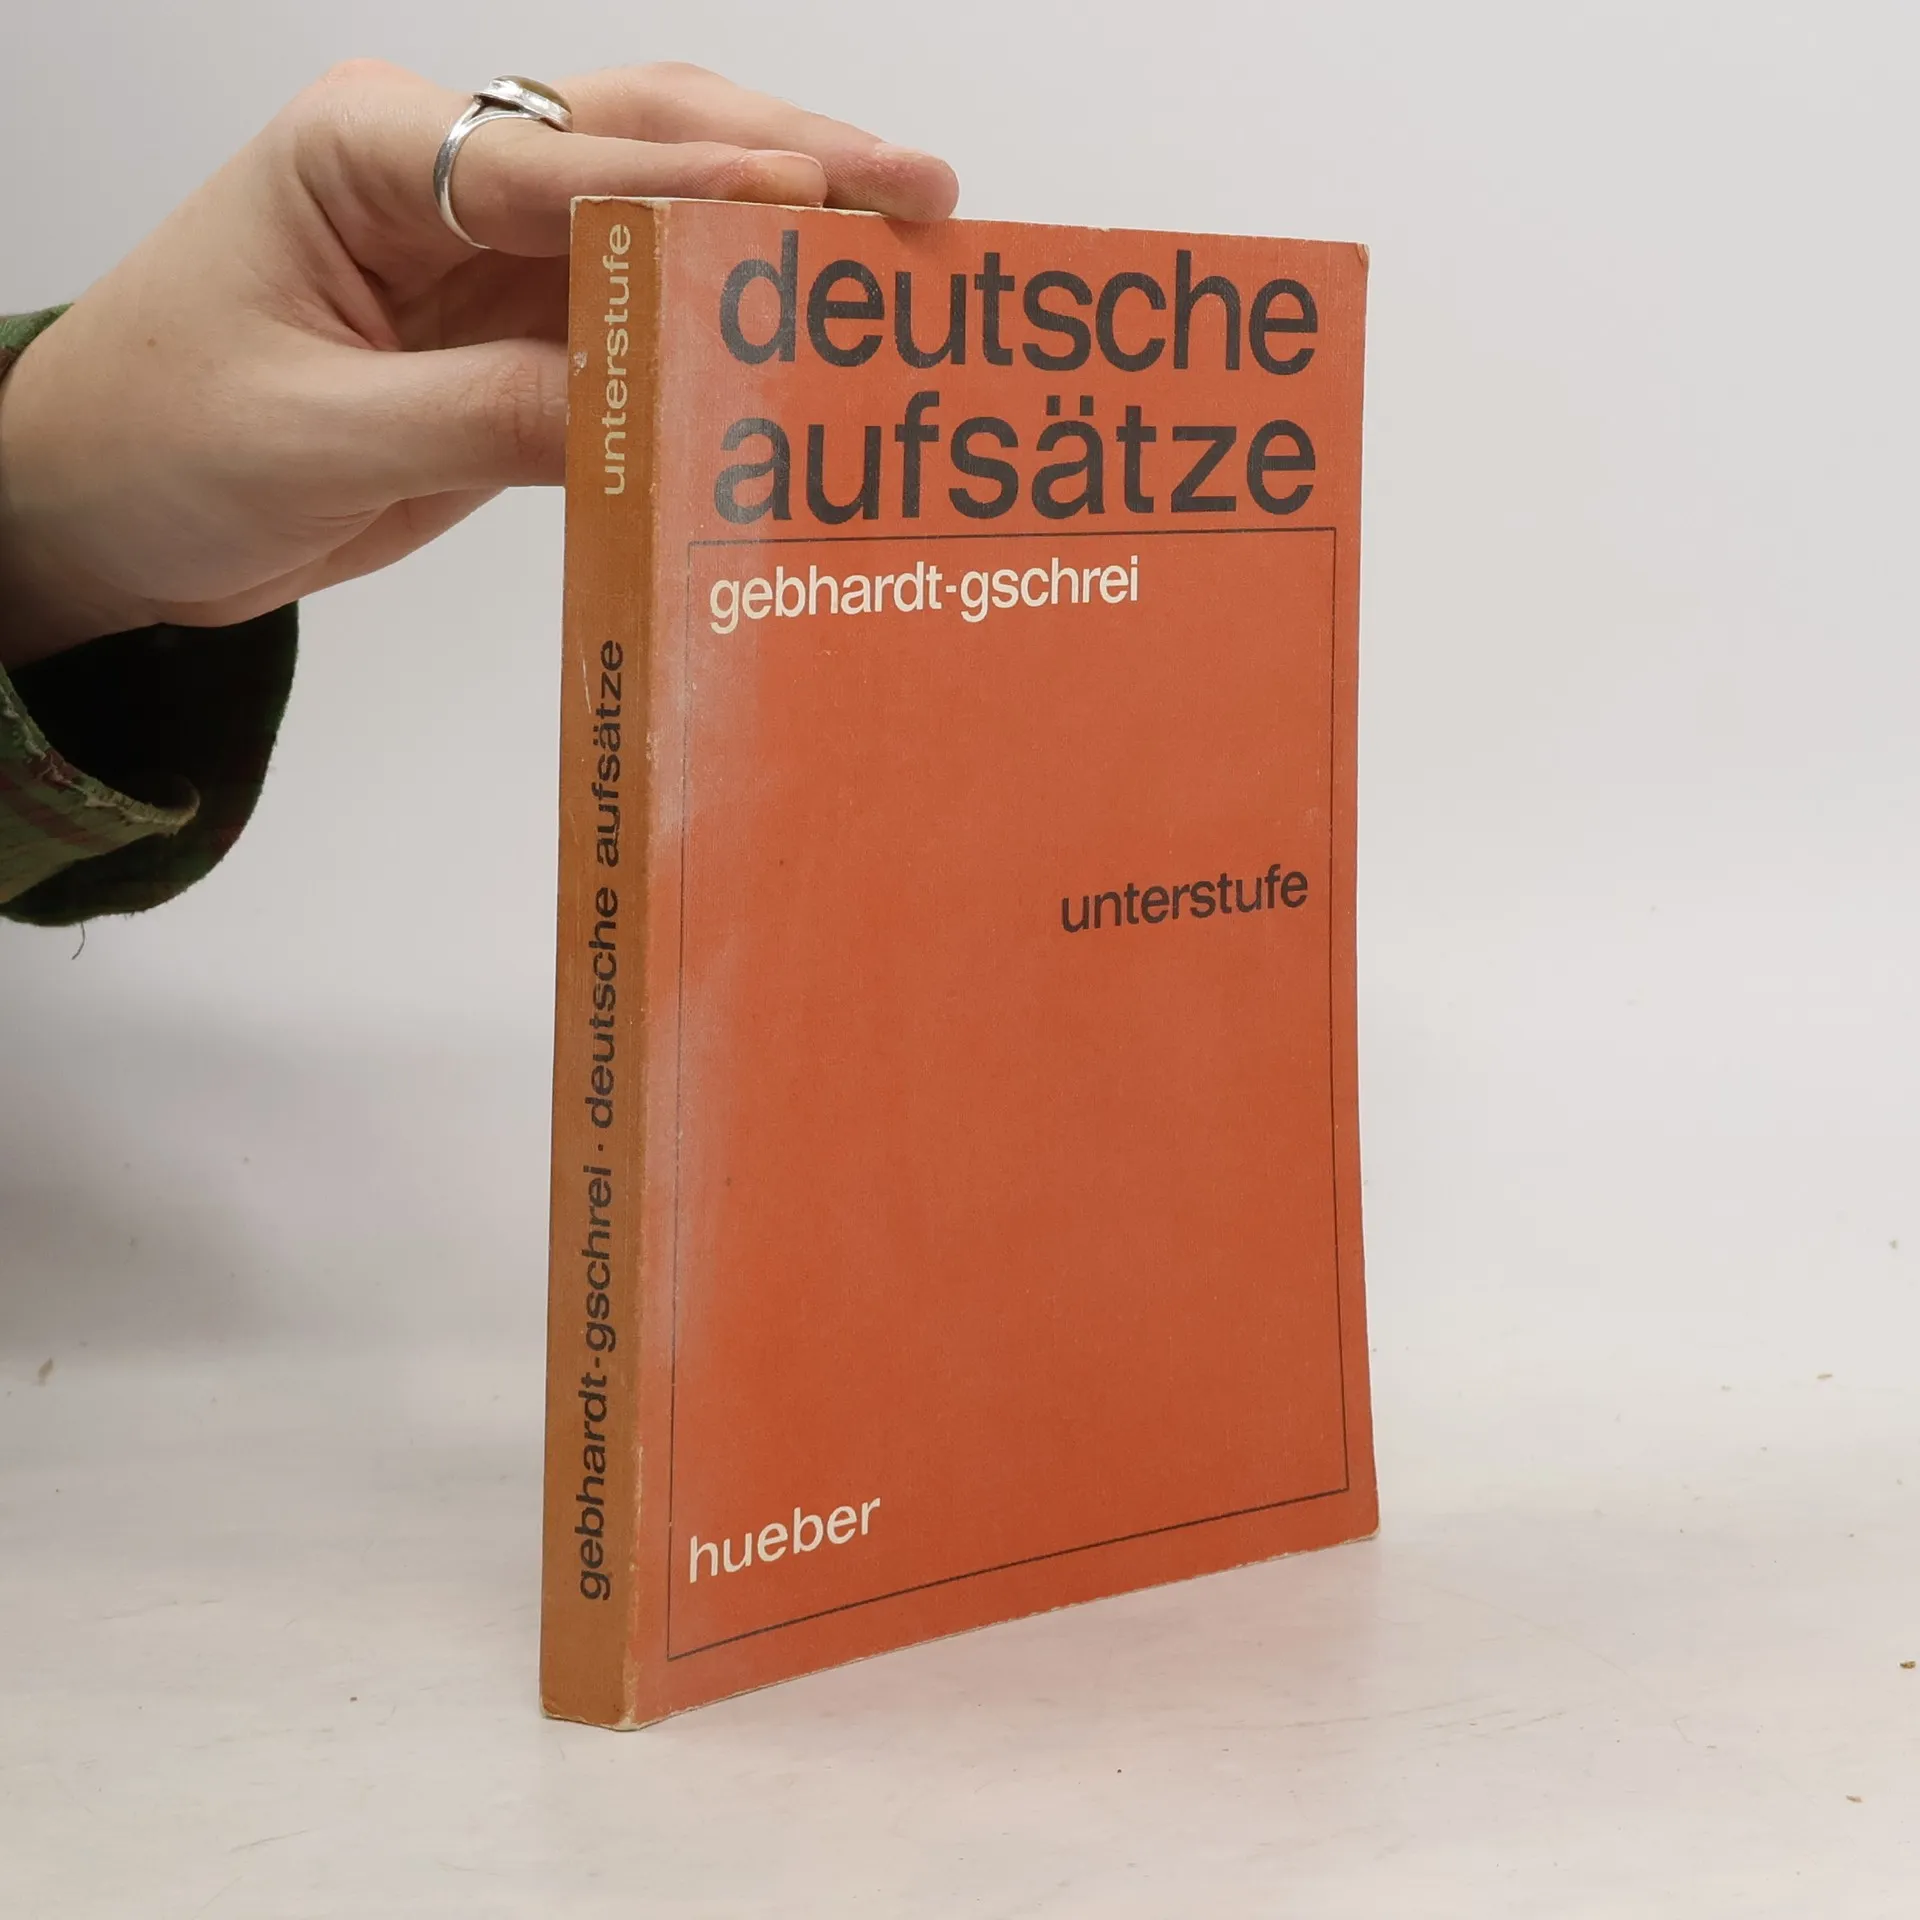 deutsche
aufsätze
gebhardt-gschrei
unterstufe
hueber
gebhardt-gschrei · deutsche aufsätze unterstufe